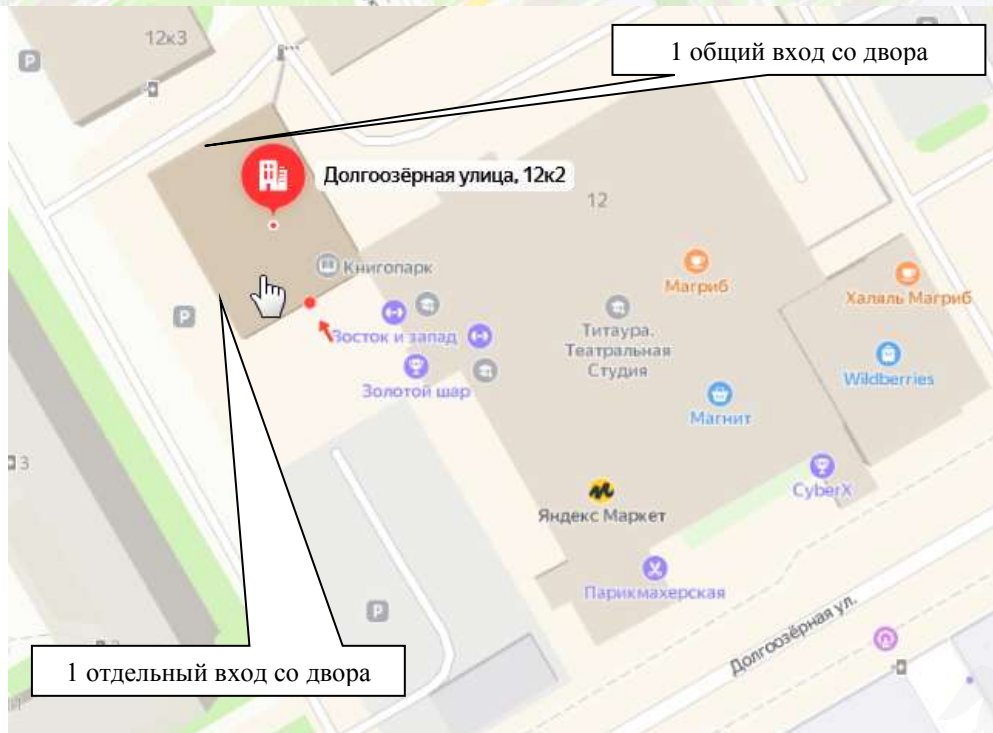 12к3
1 общий вход со двора
Долгоозёрная улица, 12к2
12
Книгопарк
Магриб
Халяль Магриб
Восток и запад
Титаура.
Театральная
Студия
Золотой шар
Wildberries
Магнит
3
CyberX
Яндекс Маркет
Парикмахерская
Долгоозёрная ул.
1 отдельный вход со двора
P
P
P